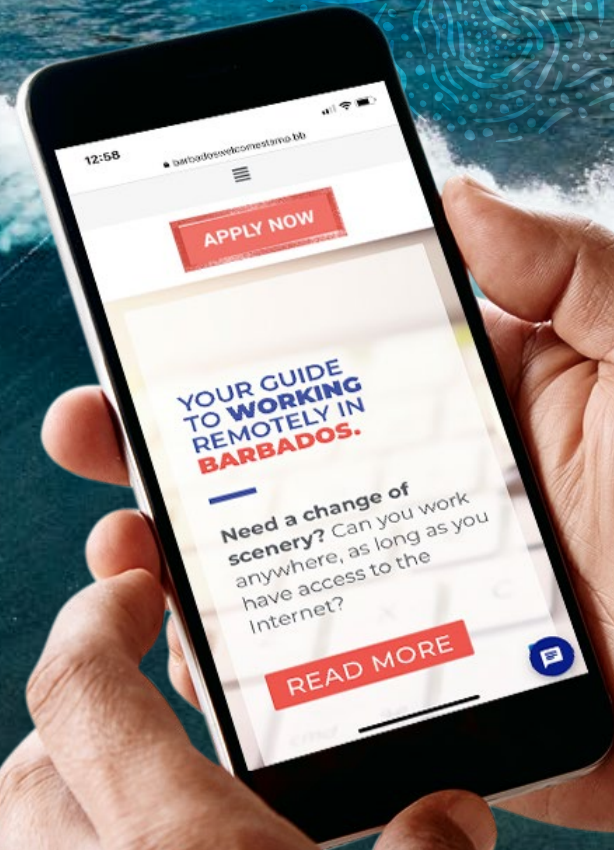 12:58
barbadoswelcomestamp.bb
APPLY NOW
YOUR GUIDE
TO WORKING
REMOTELY IN
BARBADOS.
Need a change of
scenery? Can you work
anywhere, as long as you
have access to the
Internet?
READ MORE
cmd